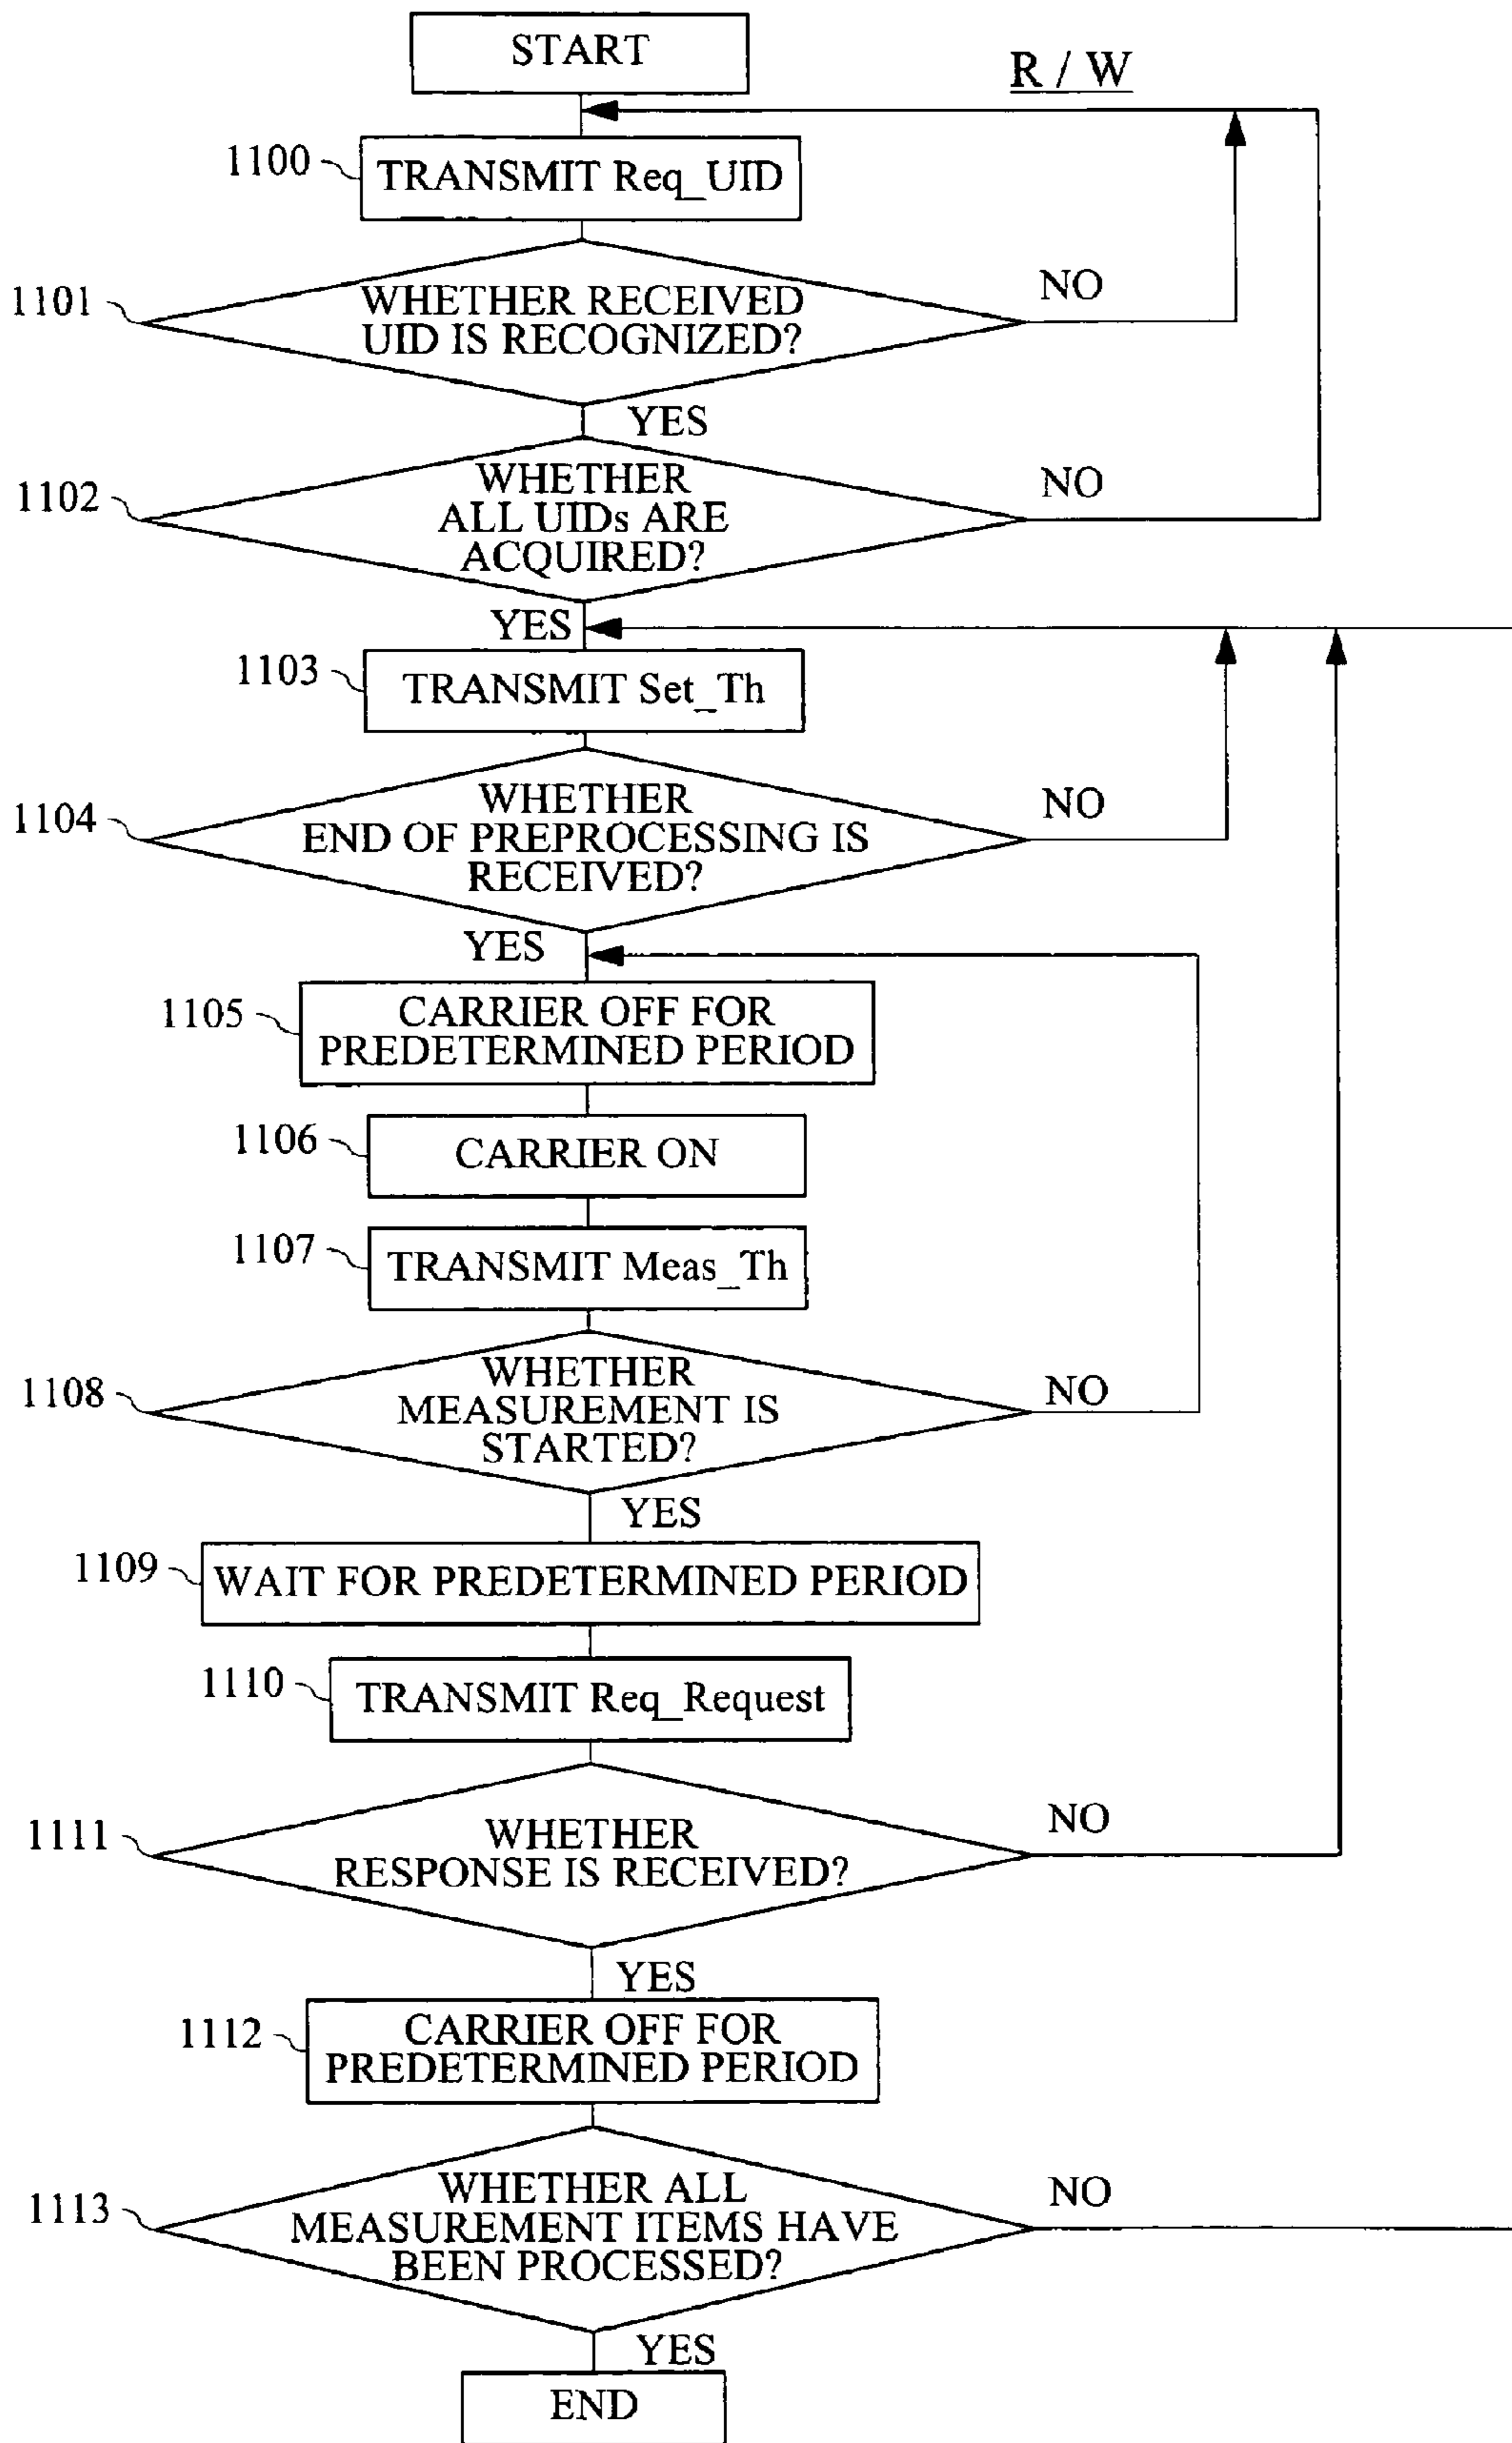 START
R / W
1100
TRANSMIT Req_UID
1101
WHETHER RECEIVED
UID IS RECOGNIZED?
NO
YES
1102
WHETHER
ALL UIDs ARE
ACQUIRED?
NO
YES
1103
TRANSMIT Set_Th
1104
WHETHER
END OF PREPROCESSING IS
RECEIVED?
NO
YES
1105
CARRIER OFF FOR
PREDETERMINED PERIOD
1106
CARRIER ON
1107
TRANSMIT Meas_Th
1108
WHETHER
MEASUREMENT IS
STARTED?
NO
YES
1109
WAIT FOR PREDETERMINED PERIOD
1110
TRANSMIT Req_Request
1111
WHETHER
RESPONSE IS RECEIVED?
NO
YES
1112
CARRIER OFF FOR
PREDETERMINED PERIOD
1113
WHETHER ALL
MEASUREMENT ITEMS HAVE
BEEN PROCESSED?
NO
YES
END